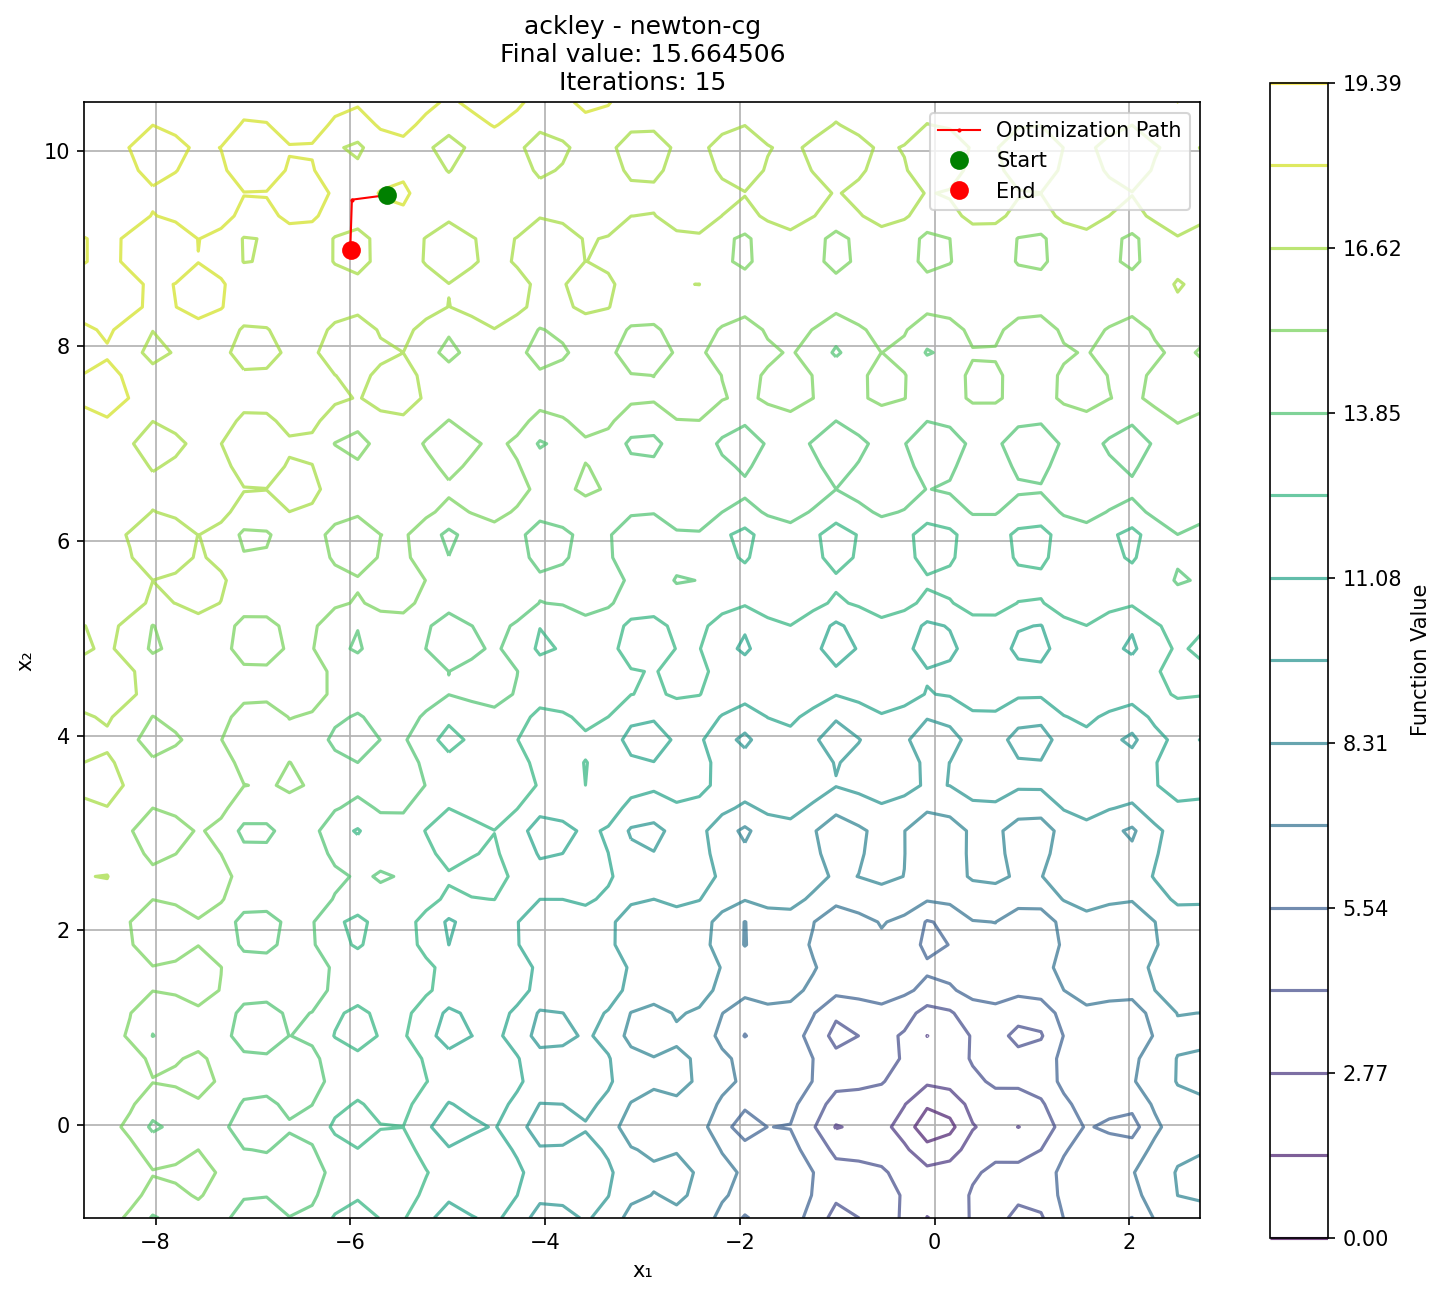 ackley - newton-cg
Final value: 15.664506
Iterations: 15
Optimization Path
Start
End
10
8
6
4
2
0
x₂
−8
−6
−4
−2
0
2
x₁
19.39
16.62
13.85
11.08
8.31
5.54
2.77
0.00
Function Value